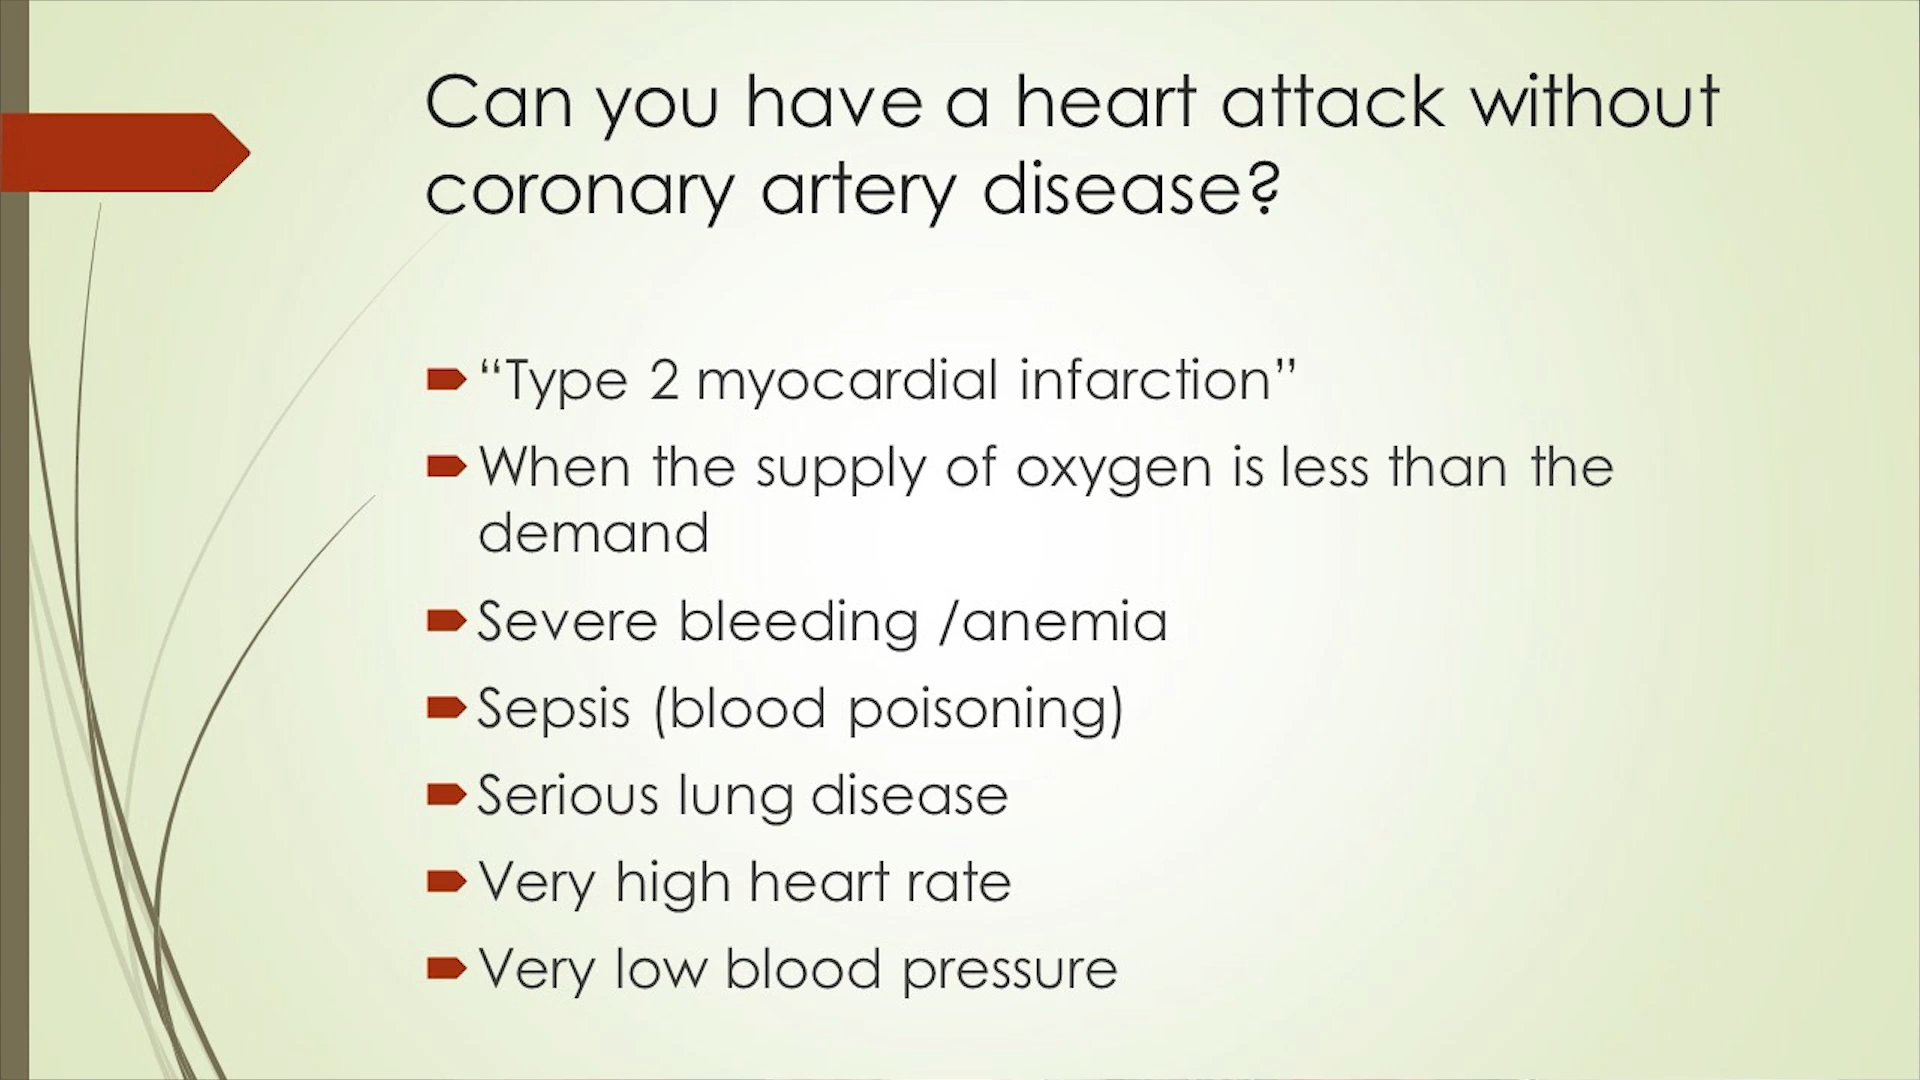 Can you have a heart attack without
coronary artery disease?
“Type 2 myocardial infarction”
When the supply of oxygen is less than the
demand
Severe bleeding /anemia
Sepsis (blood poisoning)
Serious lung disease
Very high heart rate
Very low blood pressure